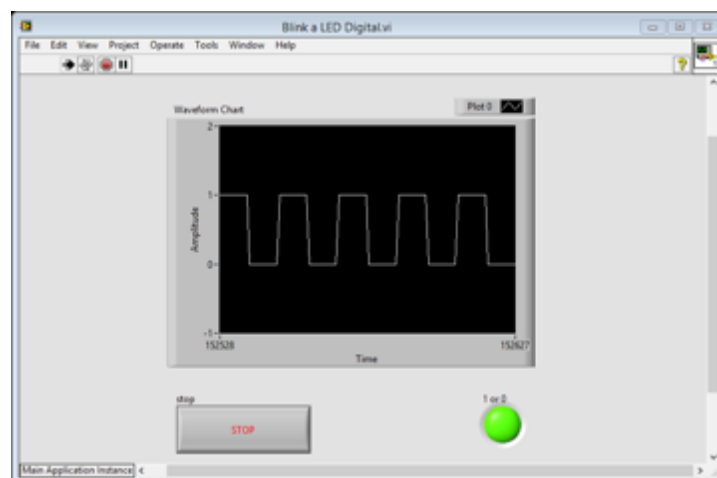 Blink a LED Digital.vi
File Edit View Project Operate Tools Window Help
?
Waveform Chart
Plot 0
2
1
0
-1
Amplitude
152528
152627
Time
stop
1 or 0
STOP
Main Application Instance